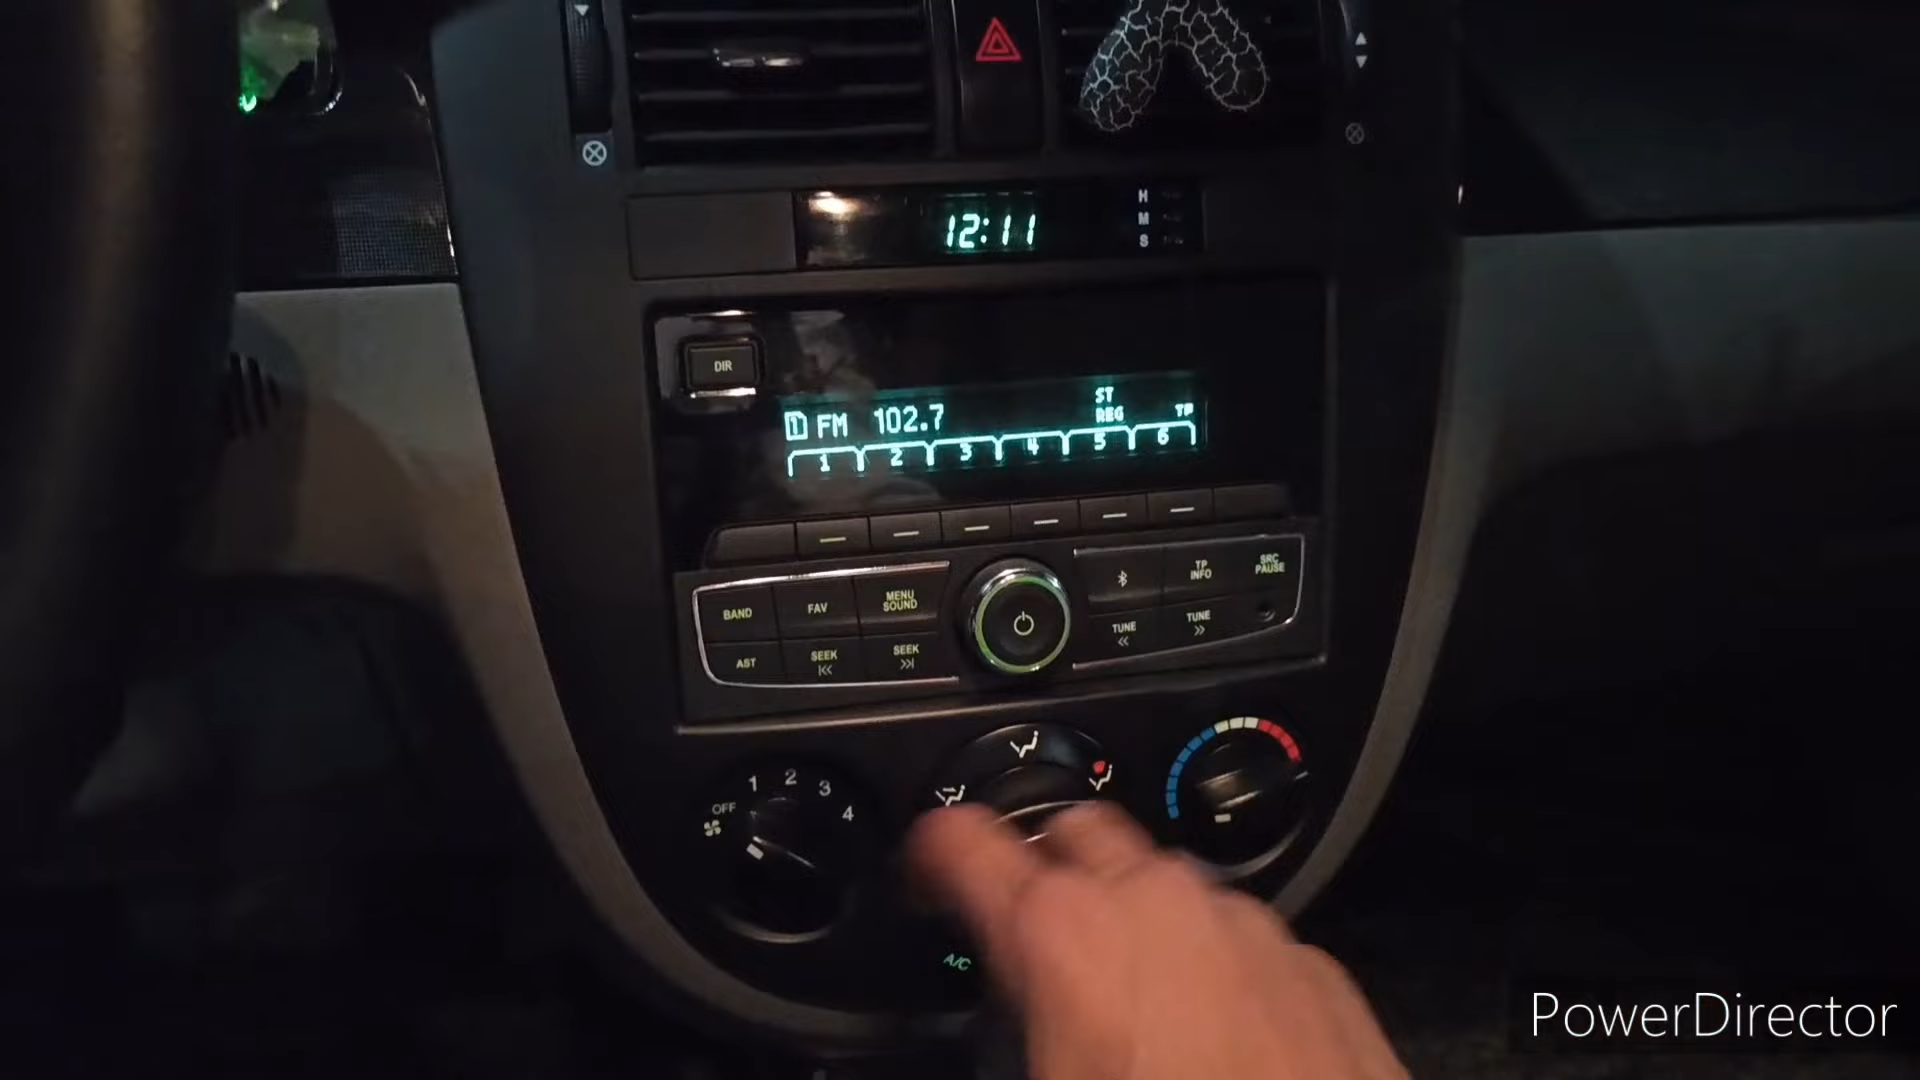 12:11
H
M
S
DIR
ST
1 FM 102.7 REG TP
1 2 3 4 5 6
BAND FAV MENU SOUND
TP INFO
SRC PAUSE
AST SEEK SEEK
TUNE TUNE
OFF 1 2 3 4
A/C
PowerDirector